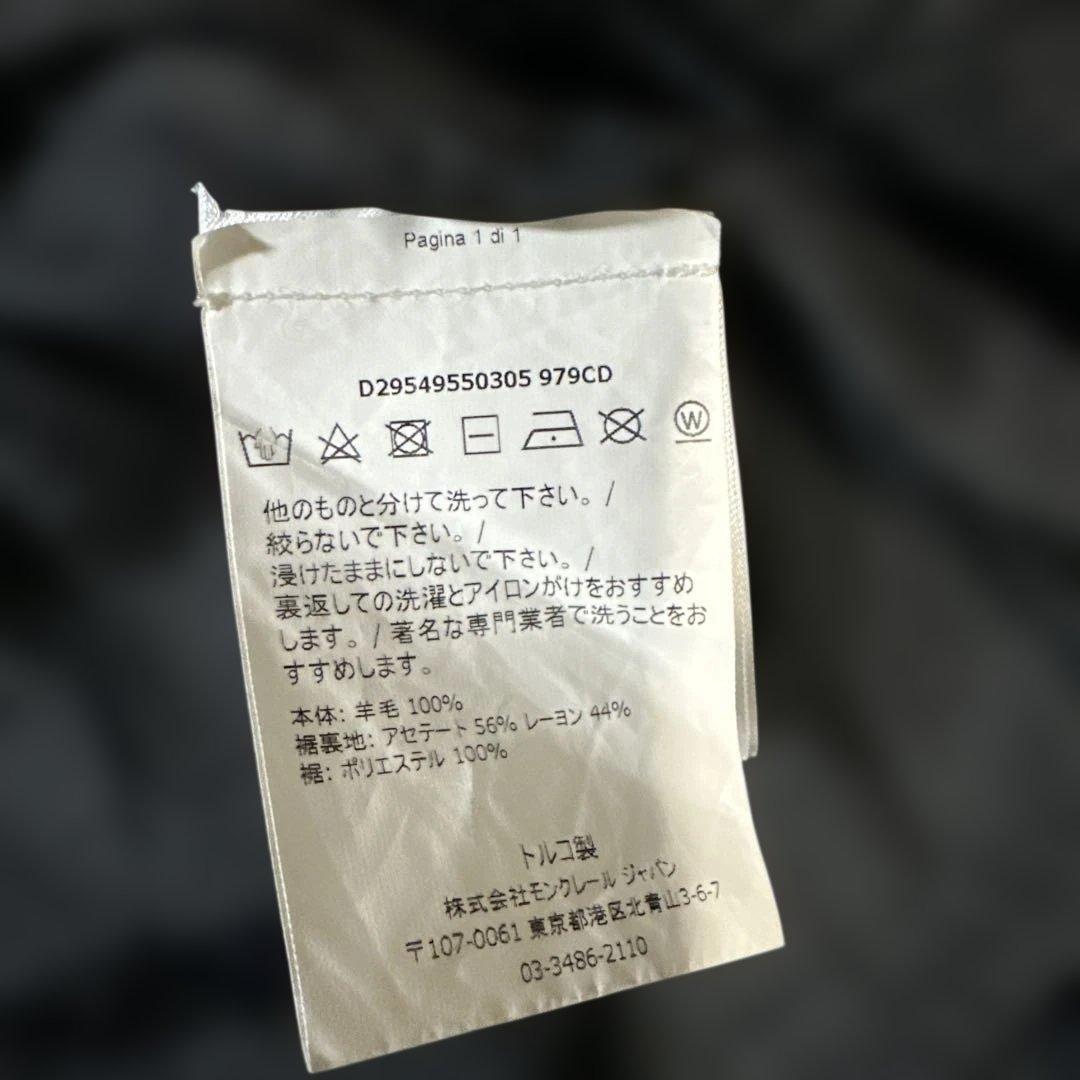 Pagina 1 di 1
D29549550305 979CD
W
他のものと分けて洗って下さい。/
絞らないで下さい。/
浸けたままにしないで下さい。/
裏返しての洗濯とアイロンがけをおすすめ
します。/ 著名な専門業者で洗うことをお
すすめします。
本体: 羊毛 100%
裾裏地: アセテート 56% レーヨン 44%
裾: ポリエステル 100%
トルコ製
株式会社モンクレール ジャパン
〒107-0061 東京都港区北青山3-6-7
03-3486-2110